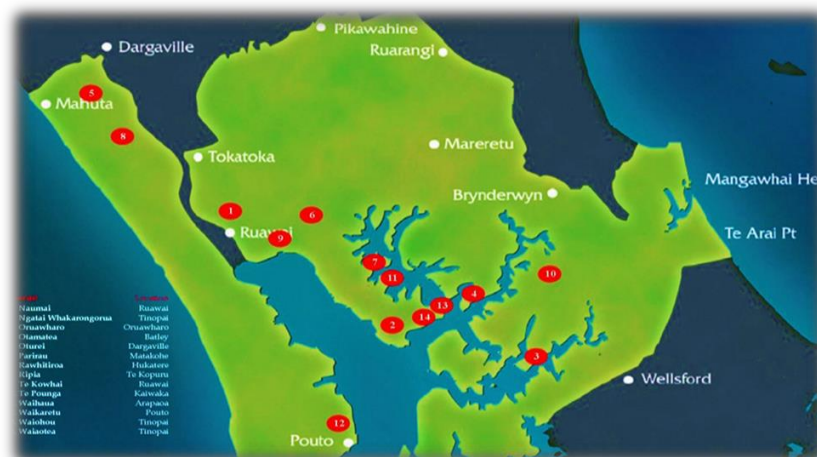 Pikawahine
Dargaville
Ruarangi
Mahuta
Mareretu
Tokatoka
Mangawhai He
Brynderwyn
Ruawai
Te Arai Pt
Wellsford
Pouto
5
8
1
6
9
7
11
10
4
13
14
2
3
12
Location
Naumai Ruawai
Ngatai Whakarongorua Tinopai
Oruawharo Oruawharo
Otamatea Batley
Oturei Dargaville
Parirau Matakohe
Rawhitiroa Hukatere
Ripia Te Kopuru
Te Kowhai Ruawai
Te Pounga Kaiwaka
Waihaua Arapaoa
Waikaretu Pouto
Waiohou Tinopai
Waiaotea Tinopai